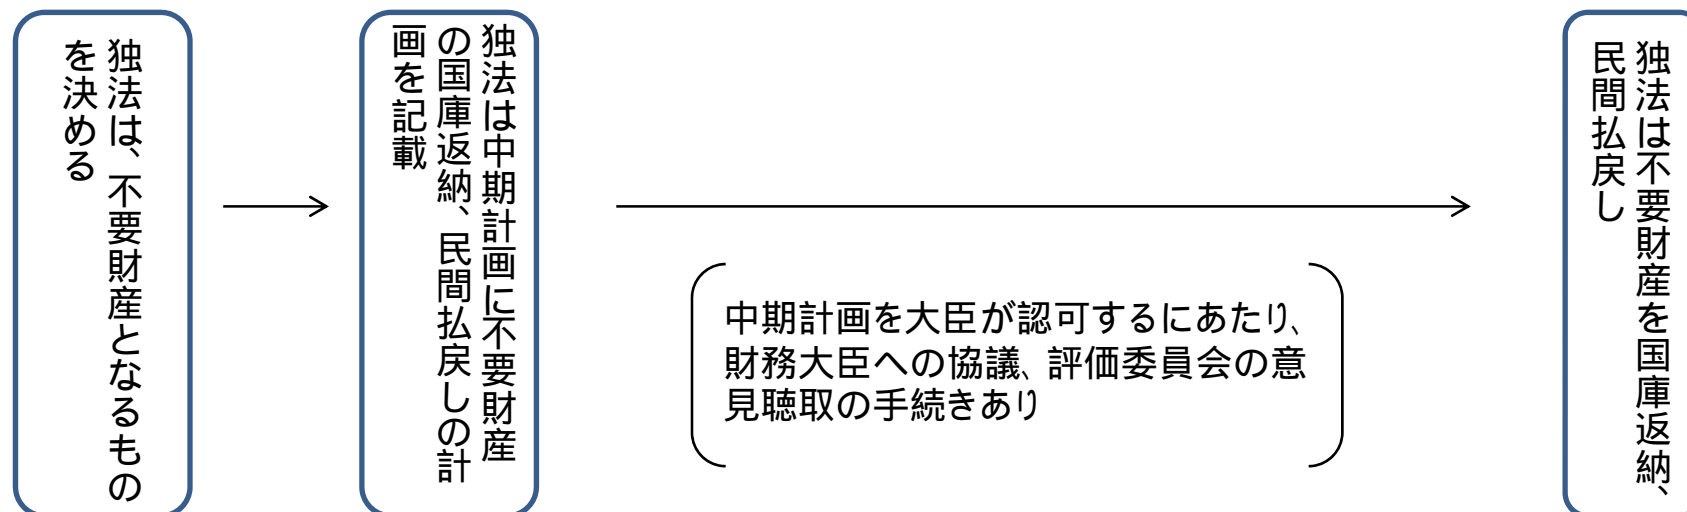 独法は、不要財産となるもの
を決める
独法は中期計画に不要財産
の国庫返納、民間払戻しの計
画を記載
中期計画を大臣が認可するにあたり、
財務大臣への協議、評価委員会の意
見聴取の手続きあり
独法は不要財産を国庫返納、
民間払戻し